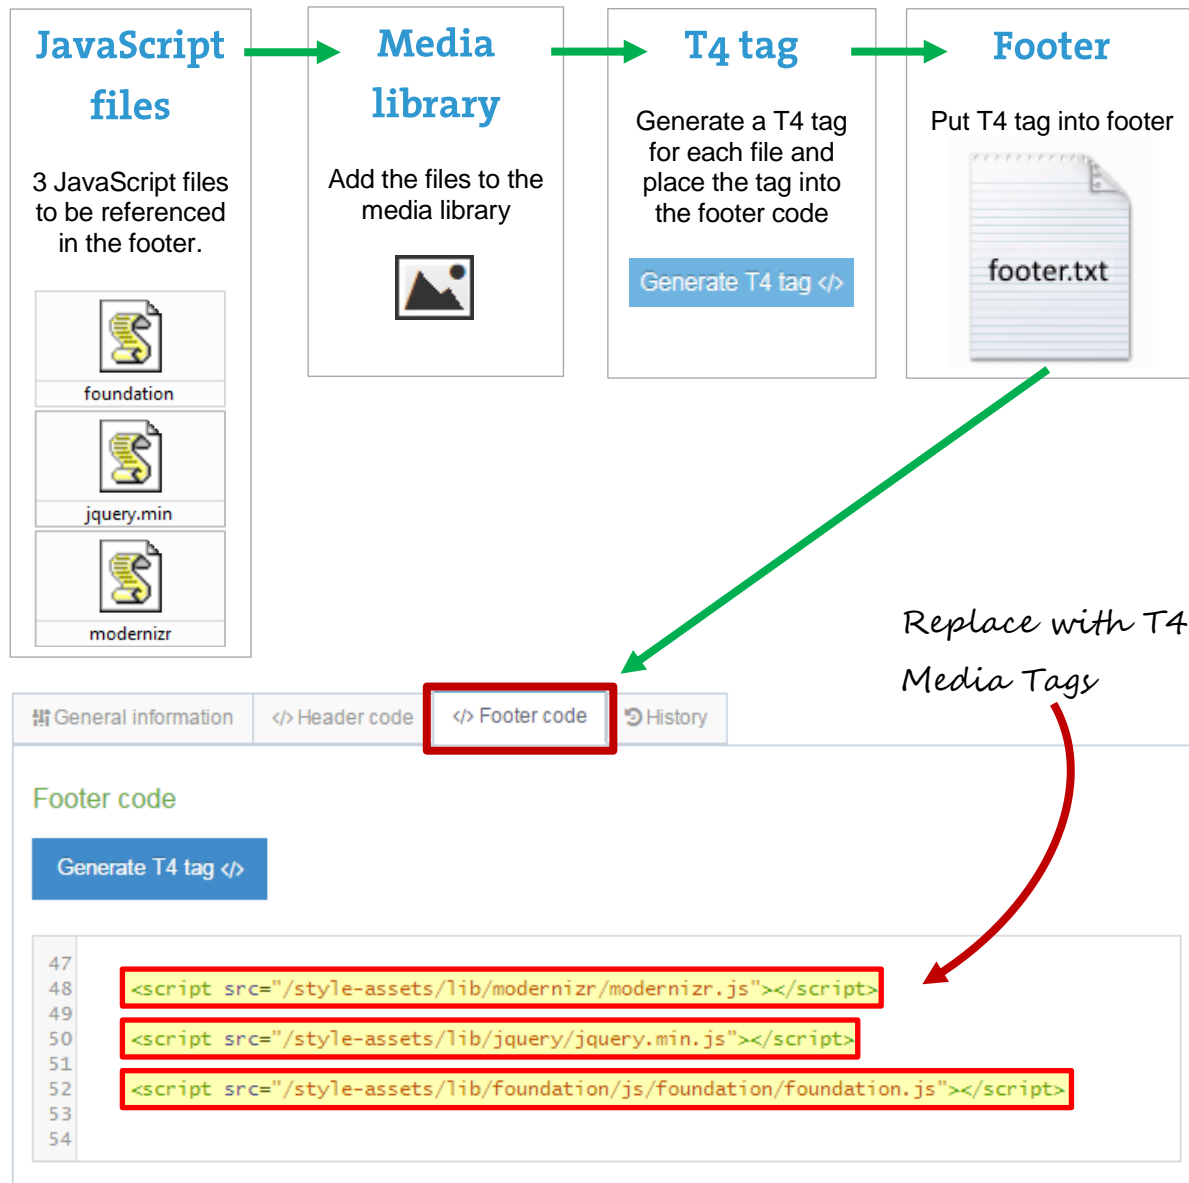 JavaScript
files
3 JavaScript files
to be referenced
in the footer.
foundation
jquery.min
modernizr
Media
library
Add the files to the
media library
T4 tag
Generate a T4 tag
for each file and
place the tag into
the footer code
Generate T4 tag </>
Footer
Put T4 tag into footer
footer.txt
Replace with T4
Media Tags
General information
</> Header code
</> Footer code
History
Footer code
Generate T4 tag </>
47
48 <script src="/style-assets/lib/modernizr/modernizr.js"></script>
49
50 <script src="/style-assets/lib/jquery/jquery.min.js"></script>
51
52 <script src="/style-assets/lib/foundation/js/foundation/foundation.js"></script>
53
54